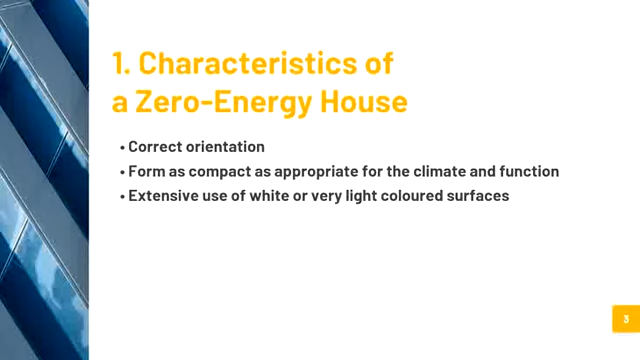 1. Characteristics of
a Zero-Energy House
• Correct orientation
• Form as compact as appropriate for the climate and function
• Extensive use of white or very light coloured surfaces
3